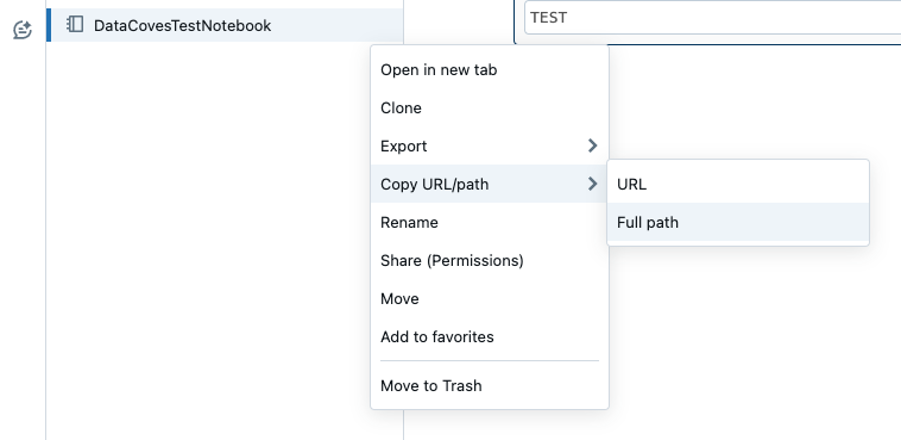 DataCovesTestNotebook
TEST
Open in new tab
Clone
Export
Copy URL/path
URL
Full path
Rename
Share (Permissions)
Move
Add to favorites
Move to Trash